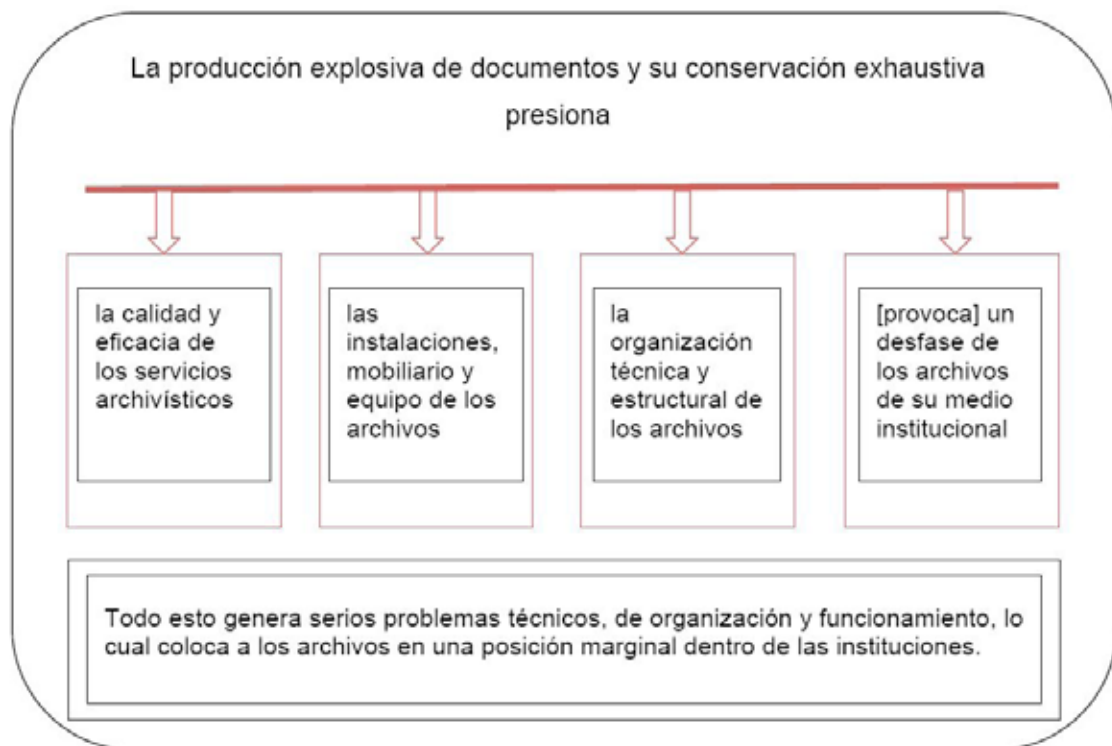 La producción explosiva de documentos y su conservación exhaustiva
presiona
la calidad y
eficacia de
los servicios
archivísticos
las
instalaciones,
mobiliario y
equipo de los
archivos
la
organización
técnica y
estructural de
los archivos
[provoca] un
desfase de
los archivos
de su medio
institucional
Todo esto genera serios problemas técnicos, de organización y funcionamiento, lo
cual coloca a los archivos en una posición marginal dentro de las instituciones.